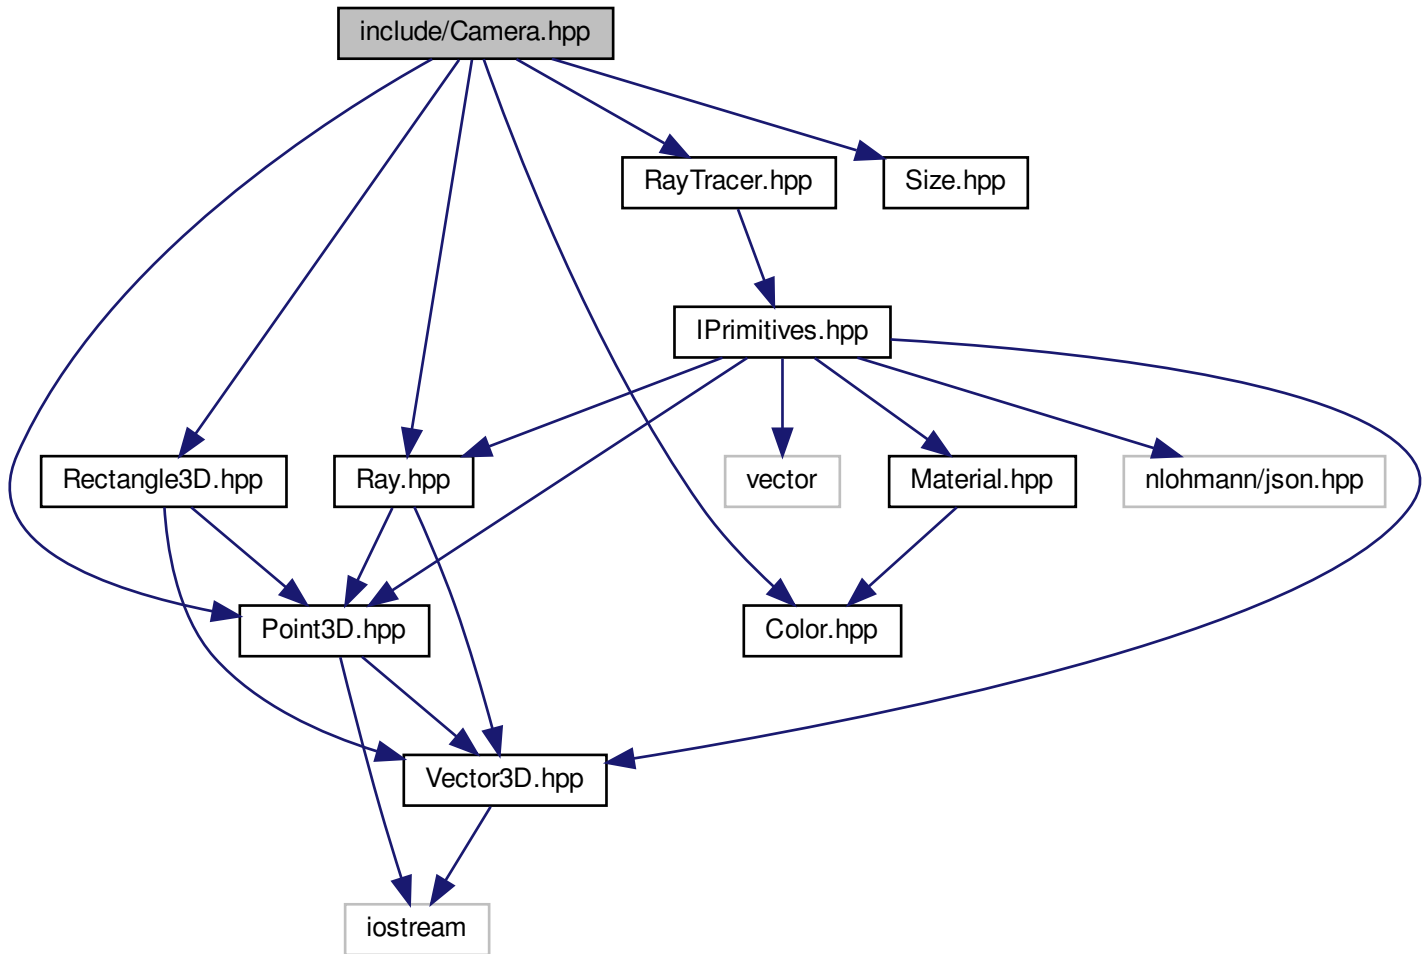 include/Camera.hpp
RayTracer.hpp
Size.hpp
IPrimitives.hpp
Rectangle3D.hpp
Ray.hpp
vector
Material.hpp
nlohmann/json.hpp
Point3D.hpp
Color.hpp
Vector3D.hpp
iostream